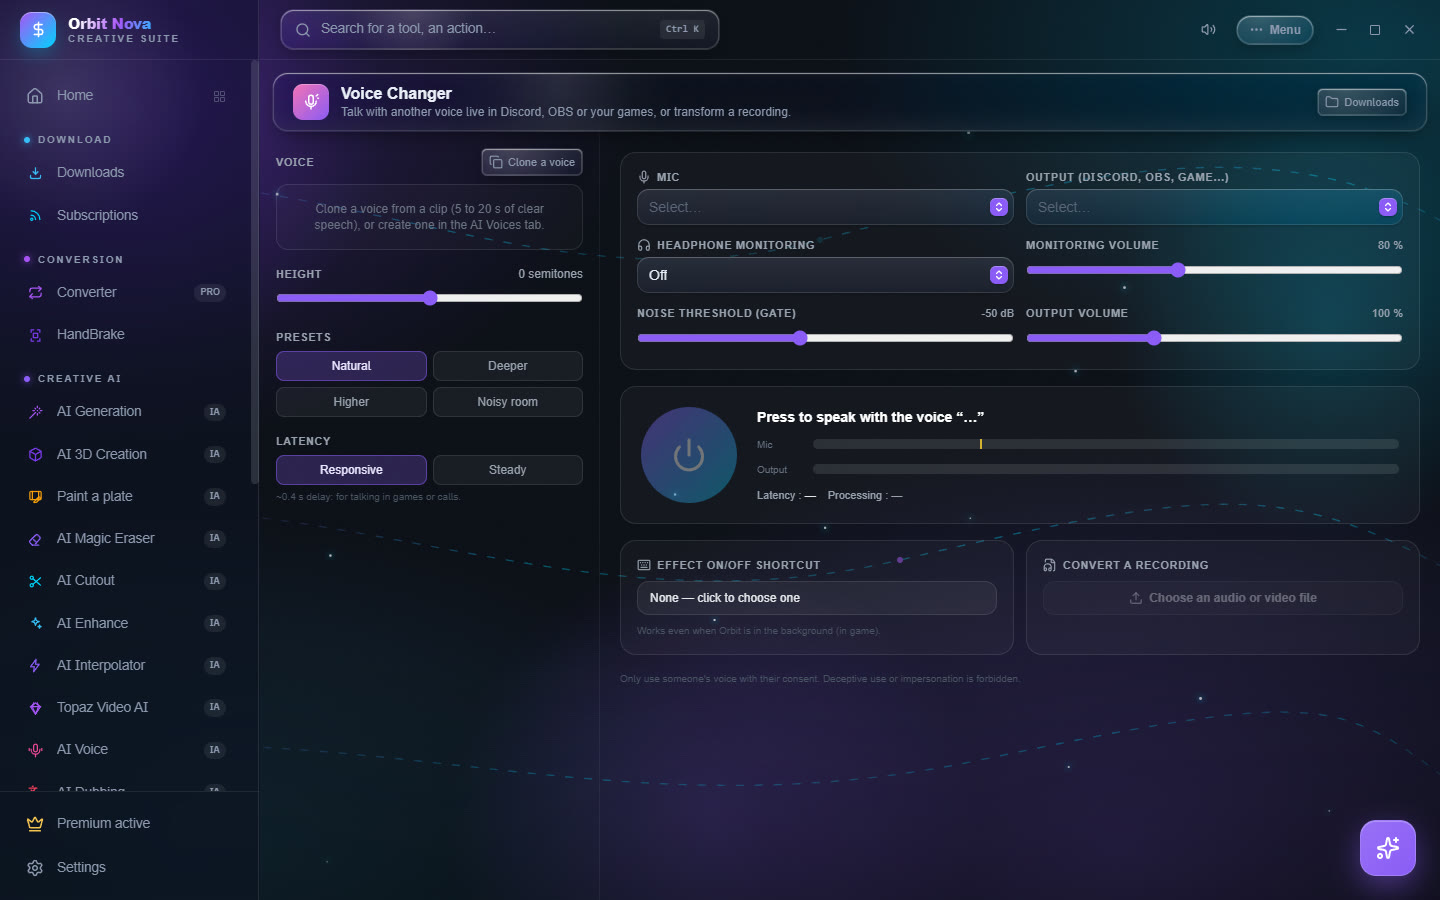 Orbit Nova
CREATIVE SUITE
Search for a tool, an action...
Ctrl K
Menu
Home
DOWNLOAD
Downloads
Subscriptions
CONVERSION
Converter
PRO
HandBrake
CREATIVE AI
AI Generation
IA
AI 3D Creation
IA
Paint a plate
IA
AI Magic Eraser
IA
AI Cutout
IA
AI Enhance
IA
AI Interpolator
IA
Topaz Video AI
IA
AI Voice
IA
AI Dubbing
IA
Premium active
Settings
Voice Changer
Talk with another voice live in Discord, OBS or your games, or transform a recording.
Downloads
VOICE
Clone a voice
Clone a voice from a clip (5 to 20 s of clear
speech), or create one in the AI Voices tab.
HEIGHT
0 semitones
PRESETS
Natural
Deeper
Higher
Noisy room
LATENCY
Responsive
Steady
~0.4 s delay: for talking in games or calls.
MIC
Select...
OUTPUT (DISCORD, OBS, GAME...)
Select...
HEADPHONE MONITORING
Off
MONITORING VOLUME
80 %
NOISE THRESHOLD (GATE)
-50 dB
OUTPUT VOLUME
100 %
Press to speak with the voice “...”
Mic
Output
Latency : — Processing : —
EFFECT ON/OFF SHORTCUT
None — click to choose one
Works even when Orbit is in the background (in game).
CONVERT A RECORDING
Choose an audio or video file
Only use someone's voice with their consent. Deceptive use or impersonation is forbidden.